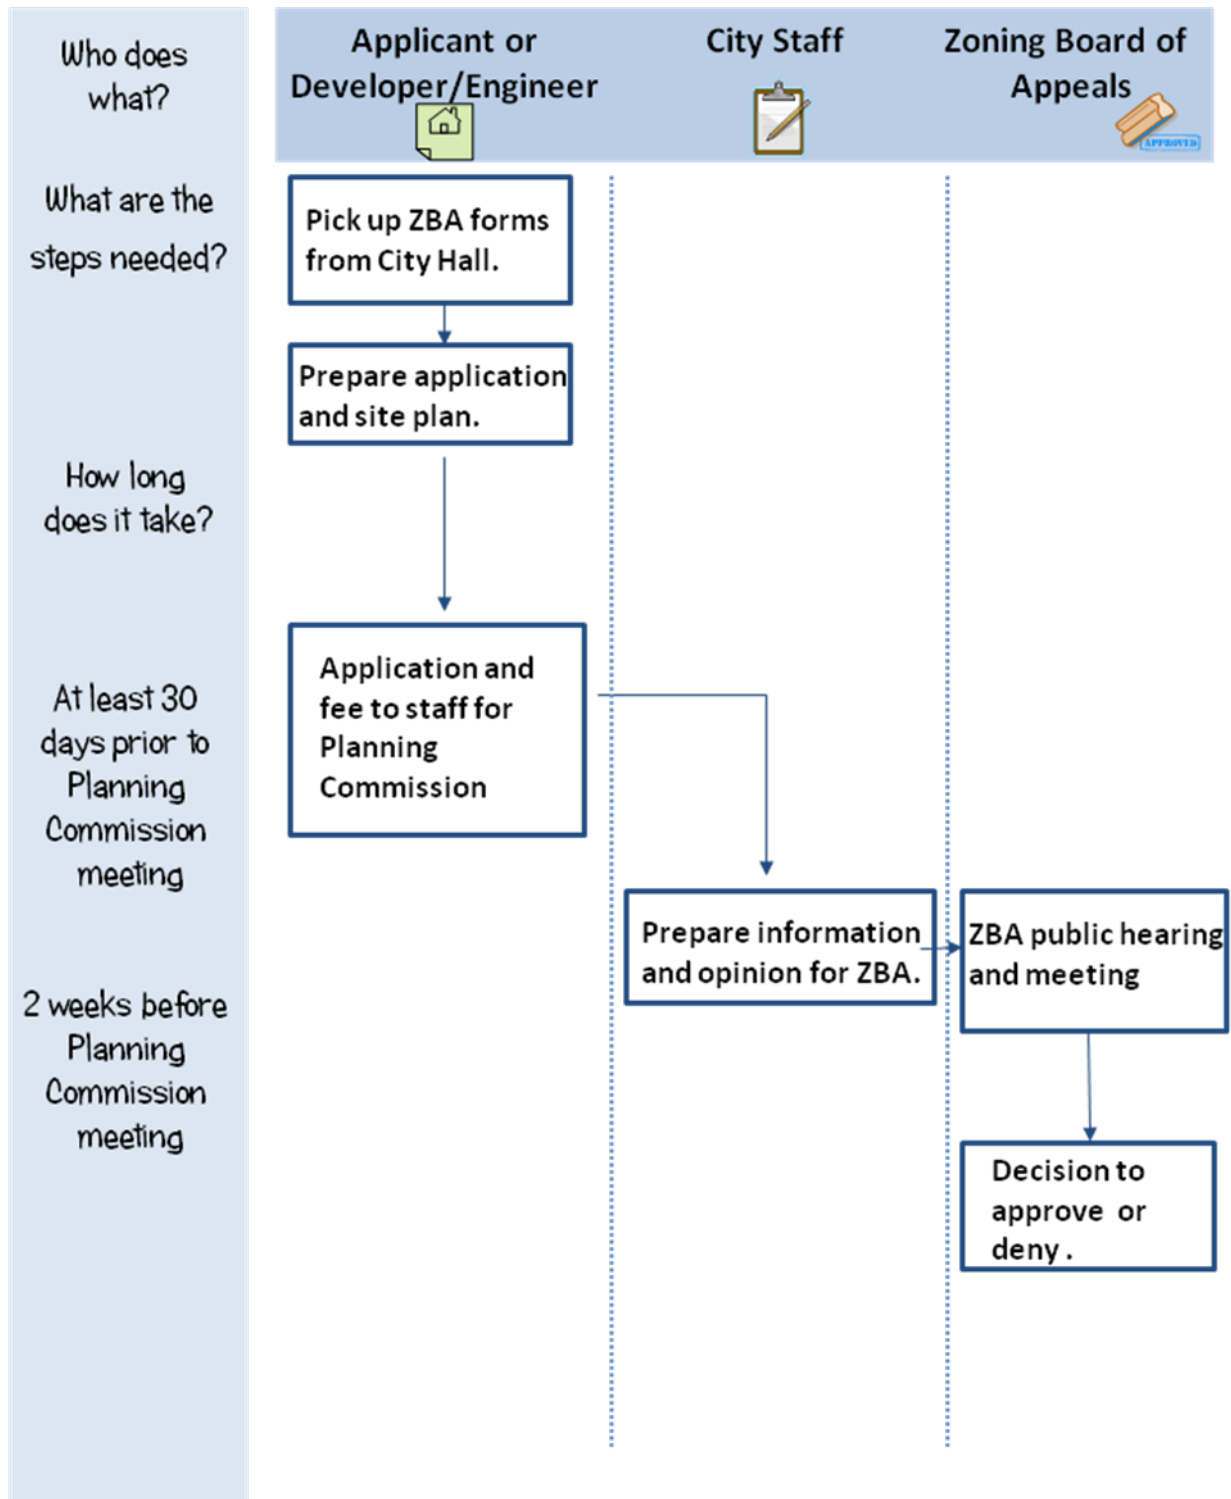 Who does
what?
Applicant or
Developer/Engineer
City Staff
Zoning Board of
Appeals
APPROVED
What are the
steps needed?
Pick up ZBA forms
from City Hall.
Prepare application
and site plan.
How long
does it take?
Application and
fee to staff for
Planning
Commission
At least 30
days prior to
Planning
Commission
meeting
Prepare information
and opinion for ZBA.
ZBA public hearing
and meeting
2 weeks before
Planning
Commission
meeting
Decision to
approve or
deny .